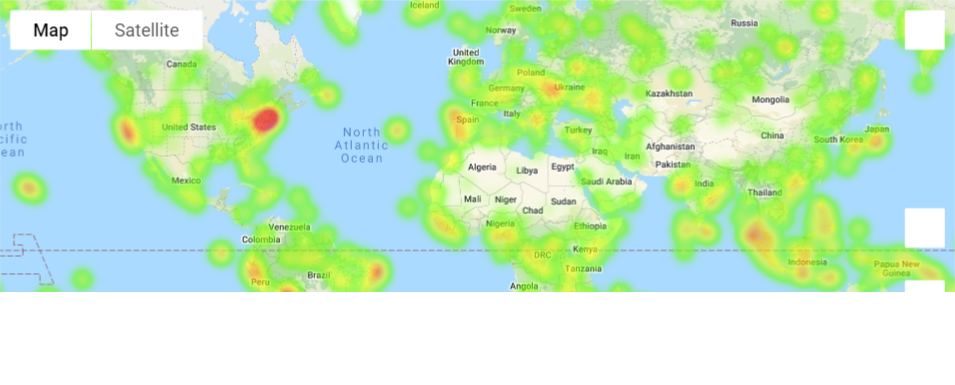 Iceland
Sweden
Map
Satellite
Norway
Russia
United
Kingdom
Canada
Poland
Germany
Ukraine
Kazakhstan
Mongolia
France
Italy
Spain
United States
North
Atlantic
Ocean
orth
cific
ean
Turkey
China
Japan
South Korea
Afghanistan
Iraq
Iran
Pakistan
Algeria
Libya
Egypt
Saudi Arabia
India
Mexico
Thailand
Mali
Niger
Chad
Sudan
Nigeria
Ethiopia
Venezuela
Colombia
DRC
Kenya
Tanzania
Indonesia
Papua New
Guinea
Brazil
Peru
Angola